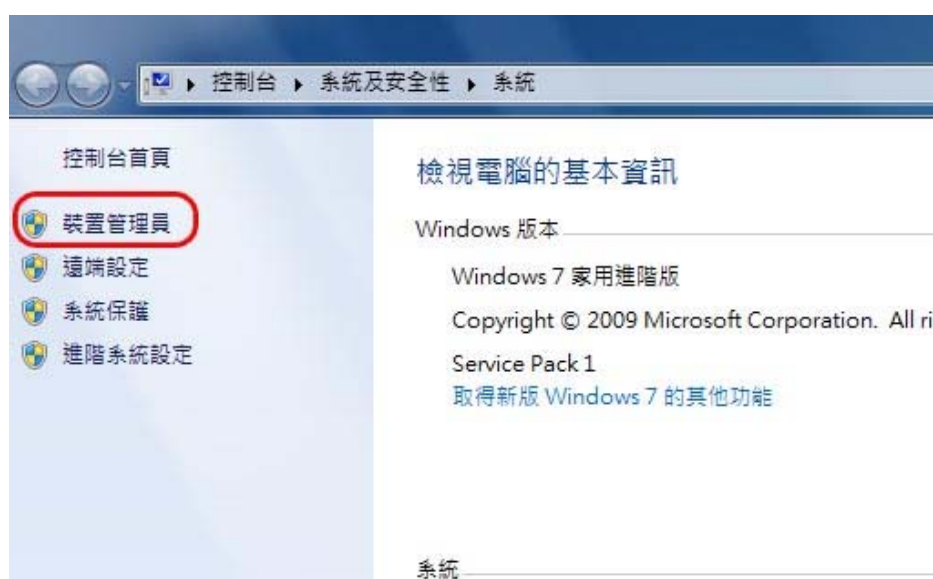 控制台 系統及安全性 系統
控制台首頁
裝置管理員
遠端設定
系統保護
進階系統設定
檢視電腦的基本資訊
Windows 版本
Windows 7 家用進階版
Copyright © 2009 Microsoft Corporation. All ri
Service Pack 1
取得新版 Windows 7 的其他功能
系統